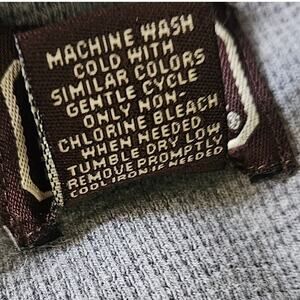 MACHINE WASH
COLD WITH
SIMILAR COLORS
GENTLE CYCLE
ONLY NON-
CHLORINE BLEACH
WHEN NEEDED
TUMBLE DRY LOW
REMOVE PROMPTLY
COOL IRON IF NEEDED